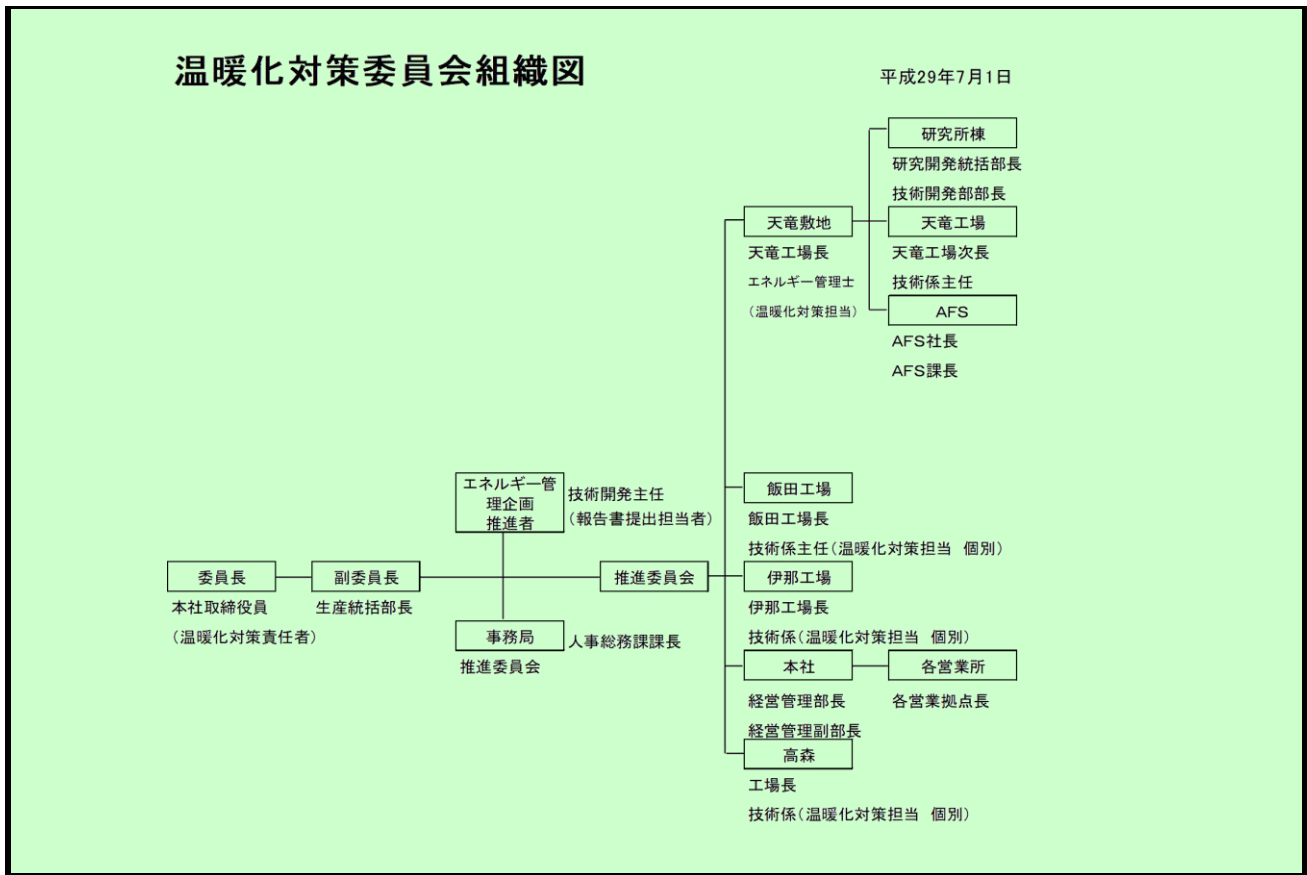 温暖化対策委員会組織図
平成29年7月1日
研究所棟
研究開発統括部長
技術開発部部長
天竜敷地
天竜工場長
エネルギー管理士
（温暖化対策担当）
天竜工場
天竜工場次長
技術係主任
AFS
AFS社長
AFS課長
エネルギー管
理企画
推進者
技術開発主任
（報告書提出担当者）
飯田工場
飯田工場長
技術係主任（温暖化対策担当　個別）
委員長
本社取締役員
（温暖化対策責任者）
副委員長
生産統括部長
推進委員会
伊那工場
伊那工場長
技術係（温暖化対策担当　個別）
事務局
人事総務課課長
推進委員会
本社
経営管理部長
経営管理副部長
各営業所
各営業拠点長
高森
工場長
技術係（温暖化対策担当　個別）